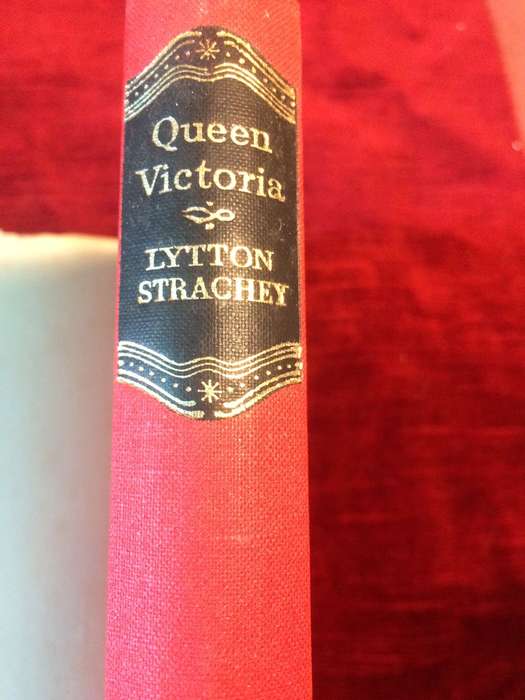 Queen
Victoria
LYTTON
STRACHEY